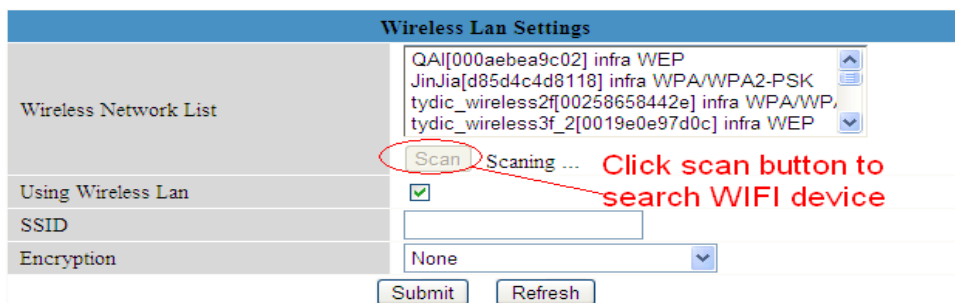 Wireless Lan Settings
Wireless Network List
QAI[000aebea9c02] infra WEP
JinJia[d85d4c4d8118] infra WPA/WPA2-PSK
tydic_wireless2f[00258658442e] infra WPA/WP
tydic_wireless3f_2[0019e0e97d0c] infra WEP
Scan Scaning ...
Click scan button to
search WIFI device
Using Wireless Lan
SSID
Encryption None
Submit Refresh